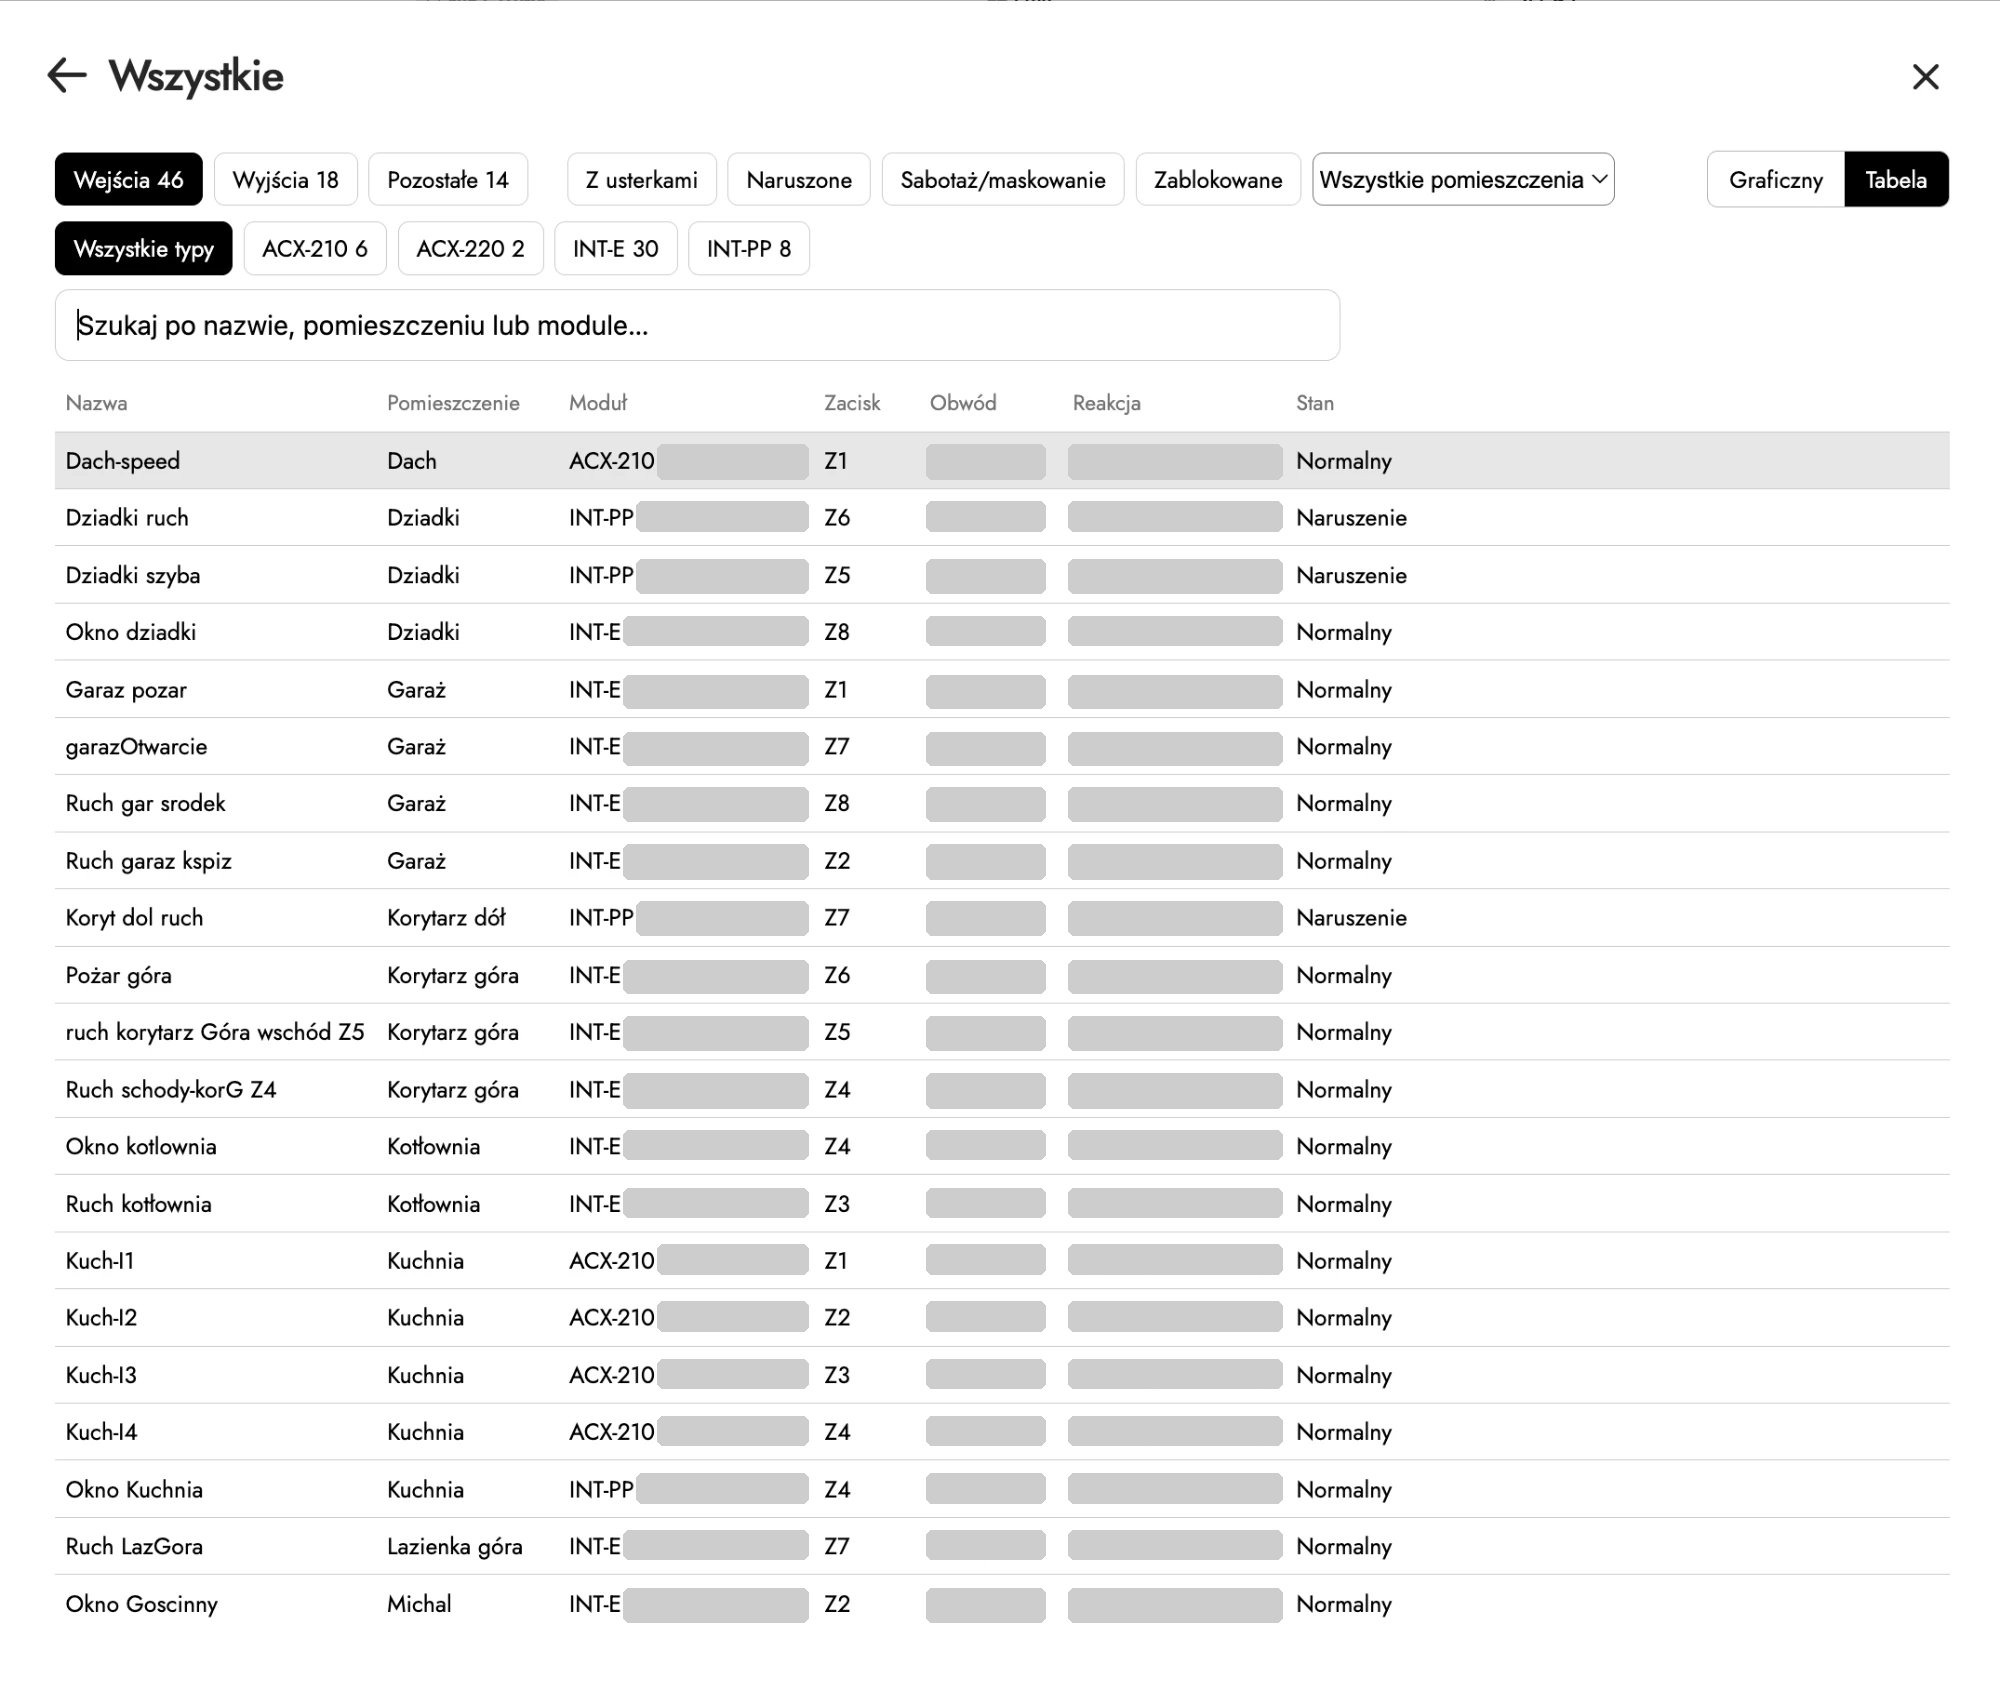 Wszystkie
Wejścia 46 Wyjścia 18 Pozostałe 14 Z usterkami Naruszone Sabotaż/maskowanie Zablokowane Wszystkie pomieszczenia Graficzny Tabela
Wszystkie typy ACX-210 6 ACX-220 2 INT-E 30 INT-PP 8
Szukaj po nazwie, pomieszczeniu lub module...
Nazwa Pomieszczenie Moduł Zacisk Obwód Reakcja Stan
Dach-speed Dach ACX-210 Z1 Normalny
Dziadki ruch Dziadki INT-PP Z6 Naruszenie
Dziadki szyba Dziadki INT-PP Z5 Naruszenie
Okno dziadki Dziadki INT-E Z8 Normalny
Garaz pozar Garaż INT-E Z1 Normalny
garazOtwarcie Garaż INT-E Z7 Normalny
Ruch gar srodek Garaż INT-E Z8 Normalny
Ruch garaz kspiz Garaż INT-E Z2 Normalny
Koryt dol ruch Korytarz dół INT-PP Z7 Naruszenie
Pożar góra Korytarz góra INT-E Z6 Normalny
ruch korytarz Góra wschód Z5 Korytarz góra INT-E Z5 Normalny
Ruch schody-korG Z4 Korytarz góra INT-E Z4 Normalny
Okno kotlownia Kotłownia INT-E Z4 Normalny
Ruch kotłownia Kotłownia INT-E Z3 Normalny
Kuch-I1 Kuchnia ACX-210 Z1 Normalny
Kuch-I2 Kuchnia ACX-210 Z2 Normalny
Kuch-I3 Kuchnia ACX-210 Z3 Normalny
Kuch-I4 Kuchnia ACX-210 Z4 Normalny
Okno Kuchnia Kuchnia INT-PP Z4 Normalny
Ruch LazGora Lazienka góra INT-E Z7 Normalny
Okno Goscinny Michal INT-E Z2 Normalny